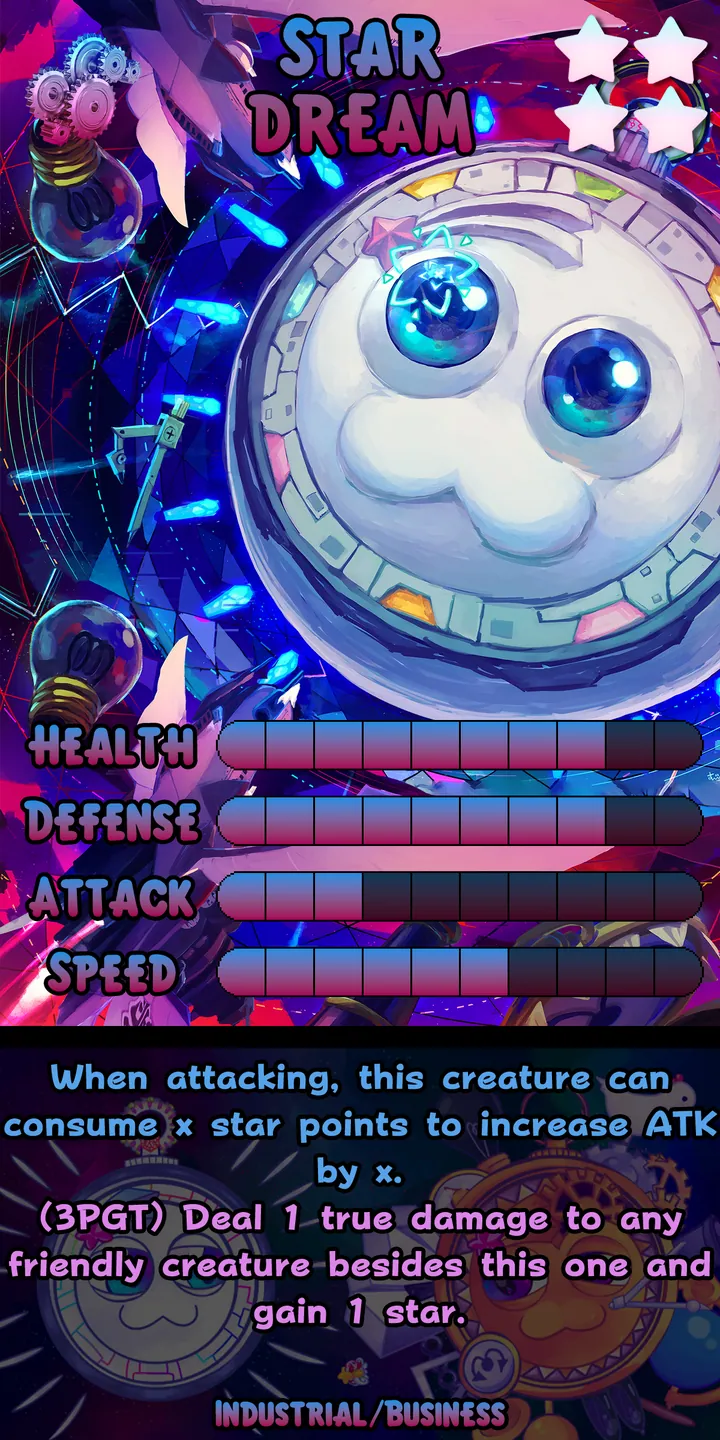 STAR
DREAM
HEALTH
DEFENSE
ATTACK
SPEED
When attacking, this creature can
consume x star points to increase ATK
by x.
(3PGT) Deal 1 true damage to any
friendly creature besides this one and
gain 1 star.
INDUSTRIAL/BUSINESS